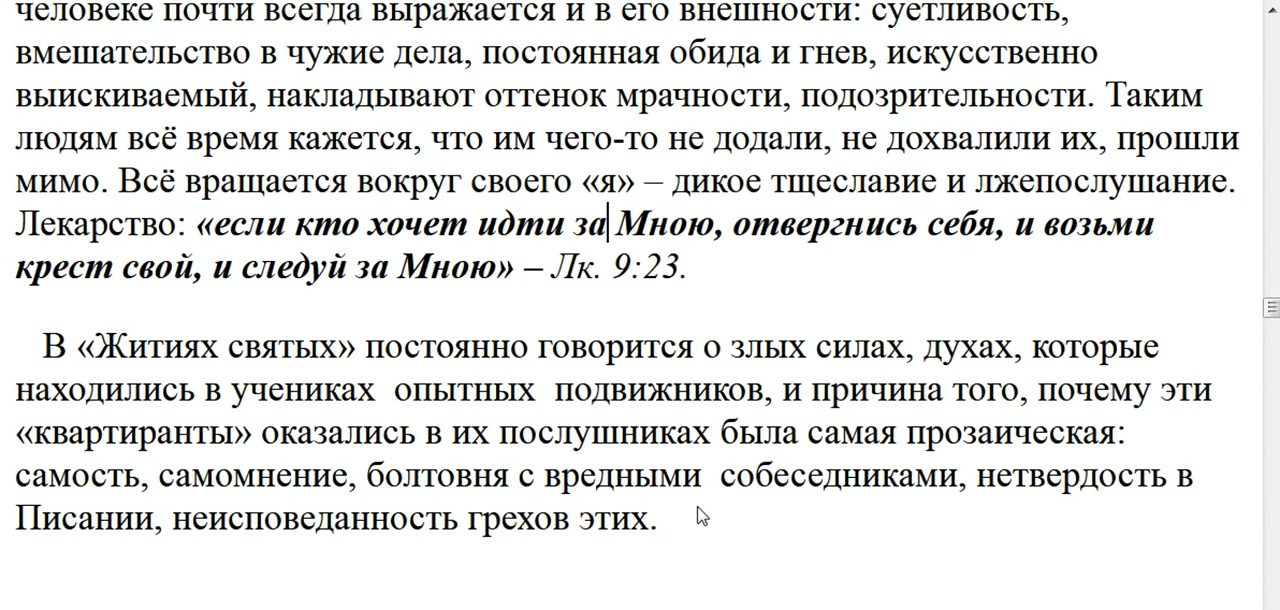 человеке почти всегда выражается и в его внешности: суетливость,
вмешательство в чужие дела, постоянная обида и гнев, искусственно
выискиваемый, накладывают оттенок мрачности, подозрительности. Таким
людям всё время кажется, что им чего-то не додали, не дохвалили их, прошли
мимо. Всё вращается вокруг своего «я» – дикое тщеславие и лжепослушание.
Лекарство: «если кто хочет идти за Мною, отвергнись себя, и возьми
крест свой, и следуй за Мною» – Лк. 9:23.
В «Житиях святых» постоянно говорится о злых силах, духах, которые
находились в учениках опытных подвижников, и причина того, почему эти
«квартиранты» оказались в их послушниках была самая прозаическая:
самость, самомнение, болтовня с вредными собеседниками, нетвердость в
Писании, неисповеданность грехов этих.